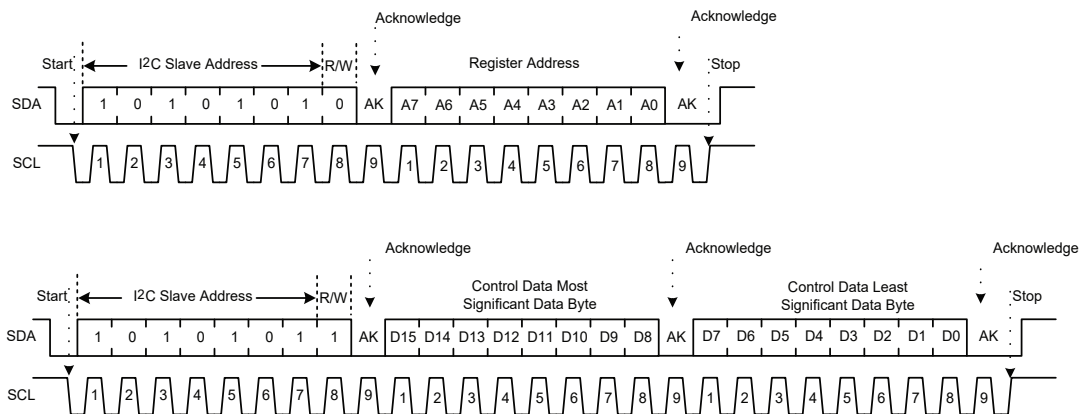 Acknowledge Acknowledge
Start I2C Slave Address R/W Register Address Stop
SDA 1 0 1 0 1 0 1 0 AK A7 A6 A5 A4 A3 A2 A1 A0 AK
SCL 1 2 3 4 5 6 7 8 9 1 2 3 4 5 6 7 8 9
Acknowledge Acknowledge Acknowledge
Start I2C Slave Address R/W Control Data Most Significant Data Byte Control Data Least Significant Data Byte Stop
SDA 1 0 1 0 1 0 1 1 AK D15 D14 D13 D12 D11 D10 D9 D8 AK D7 D6 D5 D4 D3 D2 D1 D0 AK
SCL 1 2 3 4 5 6 7 8 9 1 2 3 4 5 6 7 8 9 1 2 3 4 5 6 7 8 9